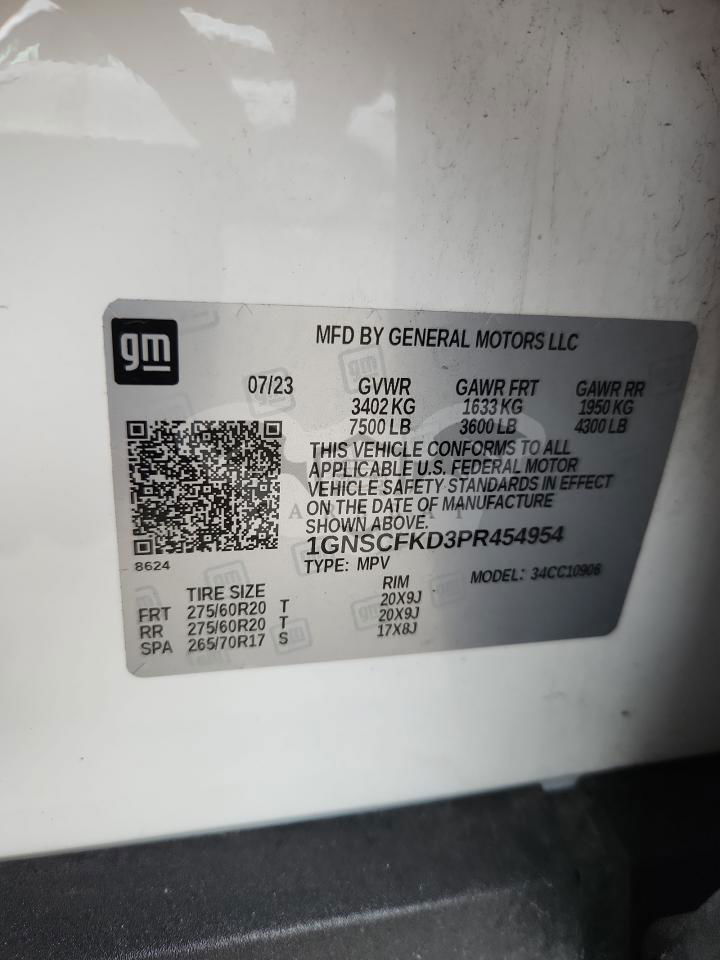 gm
MFD BY GENERAL MOTORS LLC
07/23 GVWR GAWR FRT GAWR RR
3402 KG 1633 KG 1950 KG
7500 LB 3600 LB 4300 LB
THIS VEHICLE CONFORMS TO ALL
APPLICABLE U.S. FEDERAL MOTOR
VEHICLE SAFETY STANDARDS IN EFFECT
ON THE DATE OF MANUFACTURE
SHOWN ABOVE.
1GNSCFKD3PR454954
8624
TYPE: MPV MODEL: 34CC10906
TIRE SIZE RIM
FRT 275/60R20 T 20X9J
RR 275/60R20 T 20X9J
SPA 265/70R17 S 17X8J